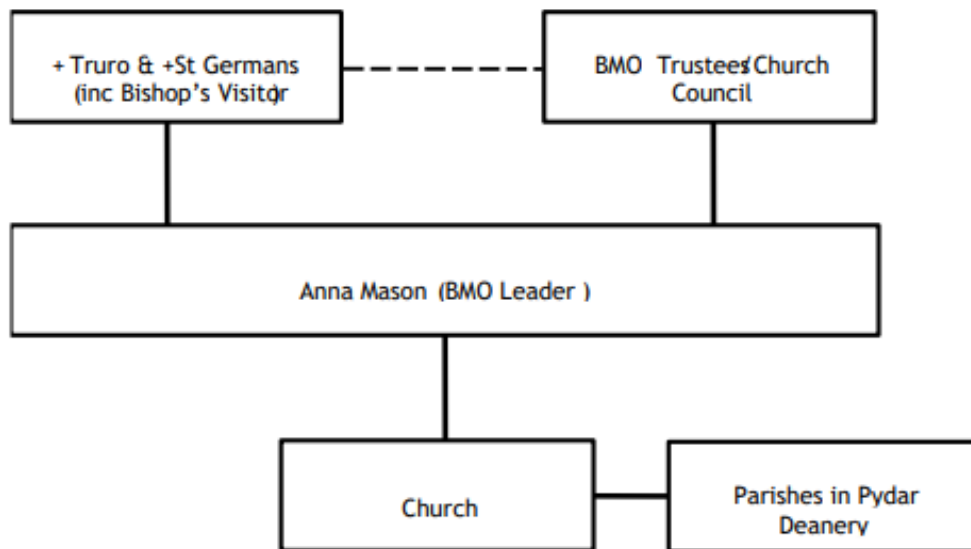 + Truro & +St Germans
(inc Bishop's Visitor)
BMO Trustees/Church
Council
Anna Mason (BMO Leader )
Church
Parishes in Pydar
Deanery